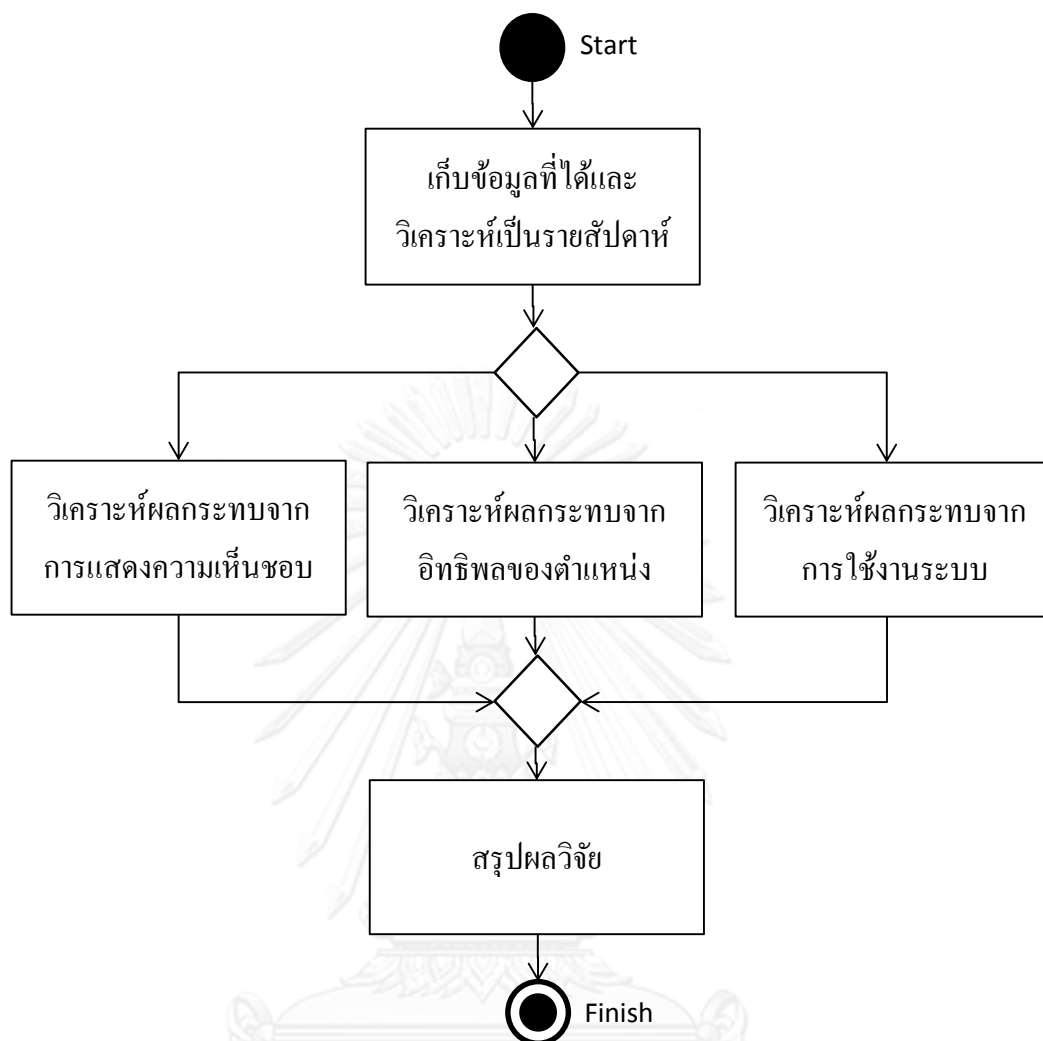 Start
เก็บข้อมูลที่ได้และ
วิเคราะห์เป็นรายสัปดาห์
วิเคราะห์ผลกระทบจาก
การแสดงความเห็นชอบ
วิเคราะห์ผลกระทบจาก
อิทธิพลของตำแหน่ง
วิเคราะห์ผลกระทบจาก
การใช้งานระบบ
สรุปผลวิจัย
Finish